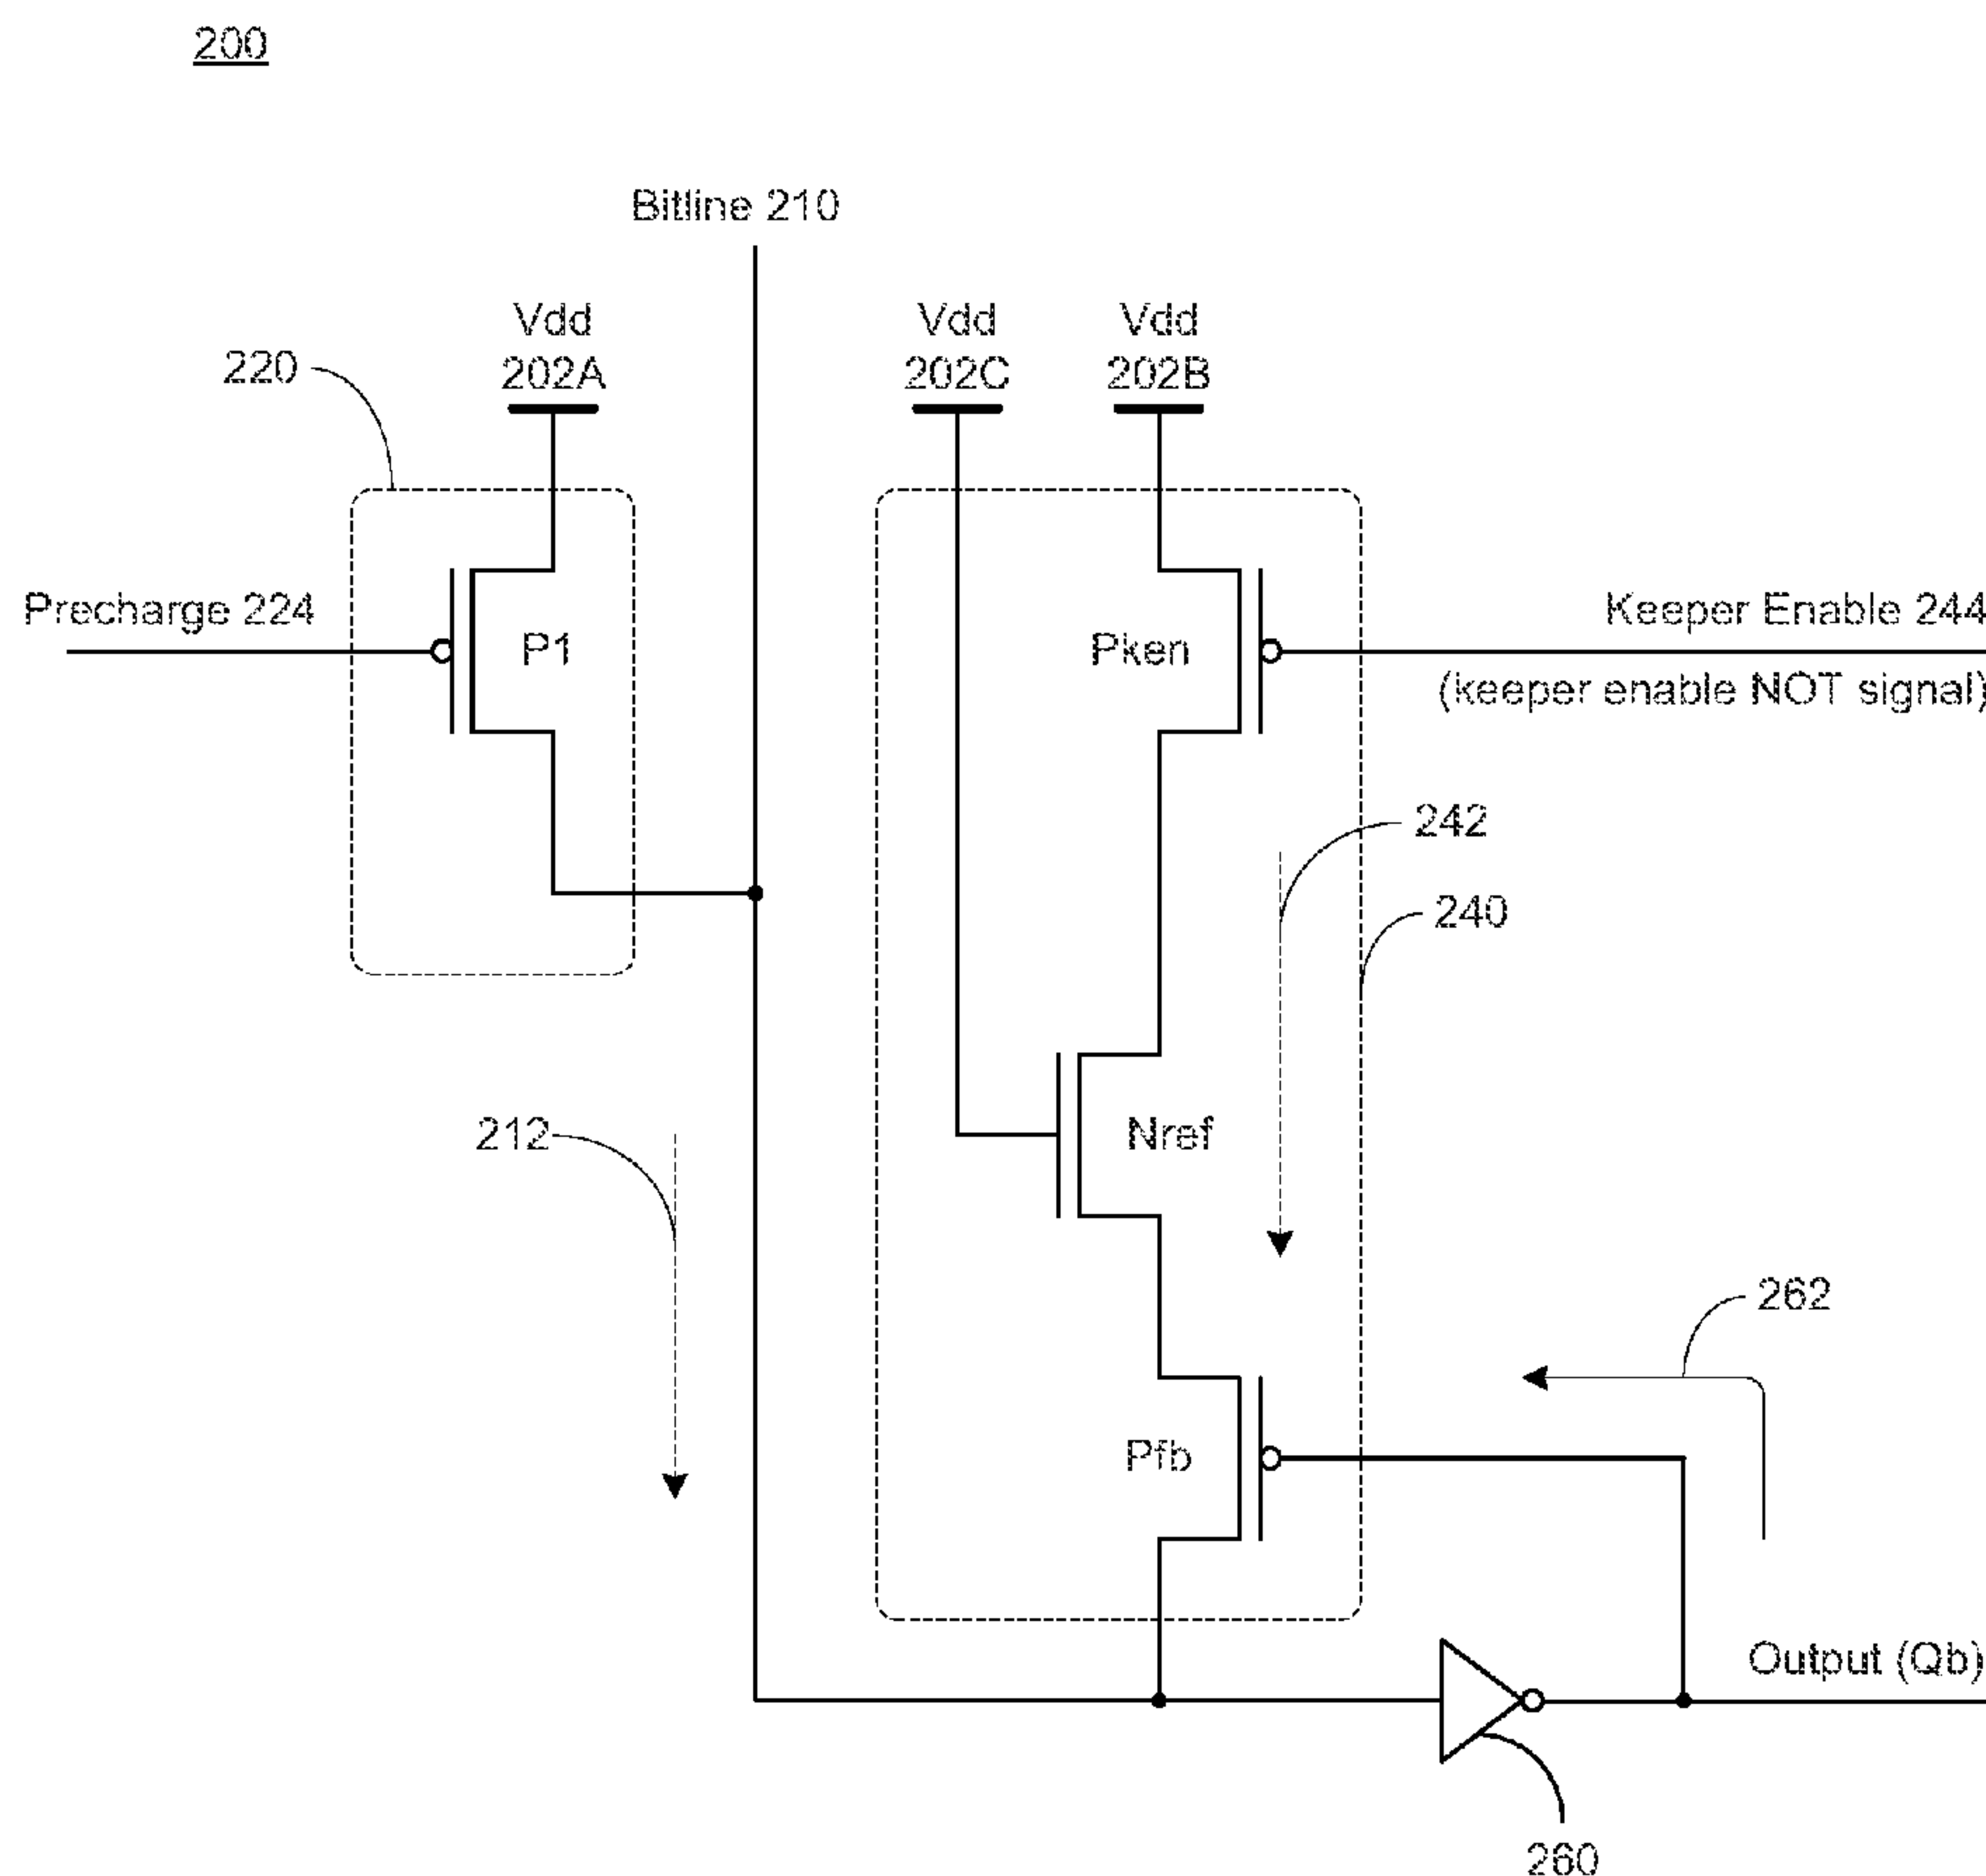 200
Bitline 210
Vdd
202A
Vdd
202C
Vdd
202B
220
Precharge 224
P1
Pken
Keeper Enable 244
(keeper enable NOT signal)
242
240
212
Nref
262
Pfb
Output (Qb)
260